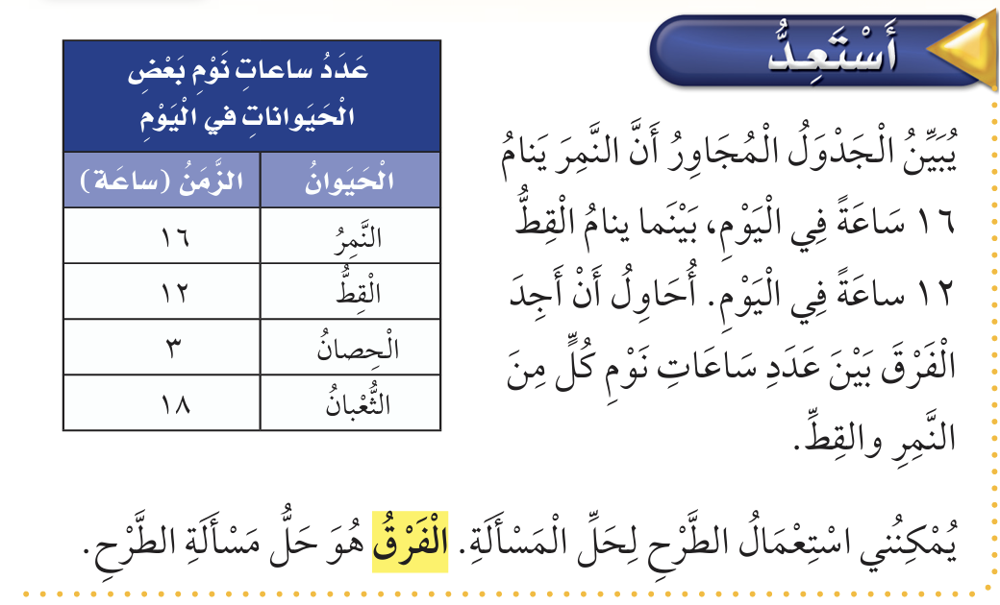 أَسْتَعِدُّ
يُبَيِّنُ الْجَدْوَلُ الْمُجَاوِرُ أَنَّ النَّمِرَ يَنامُ
١٦ سَاعَةً فِي الْيَوْمِ، بَيْنَما ينامُ الْقِطُّ
١٢ ساعَةً فِي الْيَوْمِ. أُحَاوِلُ أَنْ أَجِدَ
الْفَرْقَ بَيْنَ عَدَدِ سَاعَاتِ نَوْمِ كُلٍّ مِنَ
النَّمِرِ والقِطِّ.
عَدَدُ ساعاتِ نَوْمِ بَعْضِ
الْحَيَواناتِ في الْيَوْمِ
الْحَيَوانُ الزَّمَنُ (ساعَة)
النَّمِرُ ١٦
الْقِطُّ ١٢
الْحِصانُ ٣
الثُّعْبانُ ١٨
يُمْكِنُني اسْتِعْمَالُ الطَّرْحِ لِحَلِّ الْمَسْأَلَةِ. الْفَرْقُ هُوَ حَلُّ مَسْأَلَةِ الطَّرْحِ.